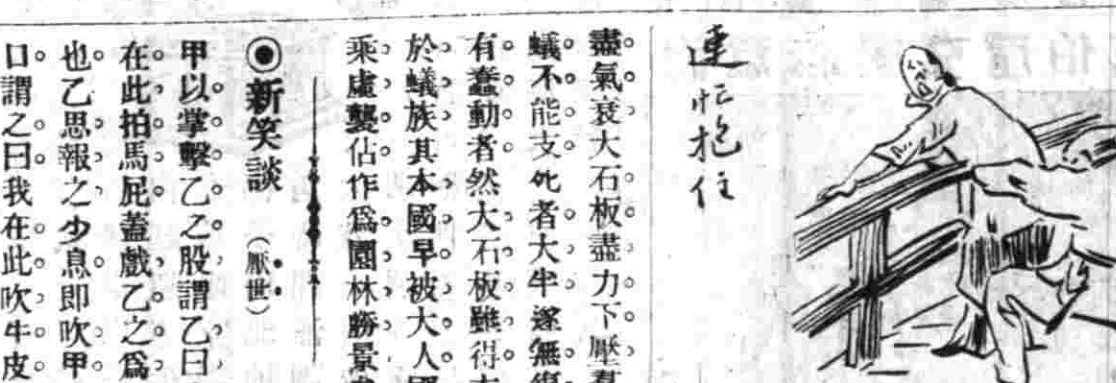 連忙抱住
盡氣衰大石板盡力下壓
蟻不能支死者大半遂無
有蠢動者然大石板雖得
於蟻族其本國早被大人國
乘虛襲佔作爲園林勝景
◉新笑談（厭世）
甲以掌擊乙之股謂乙曰
在此拍馬屁蓋戲乙之爲
也乙思報之少息即吹甲
口謂之曰我在此吹牛皮